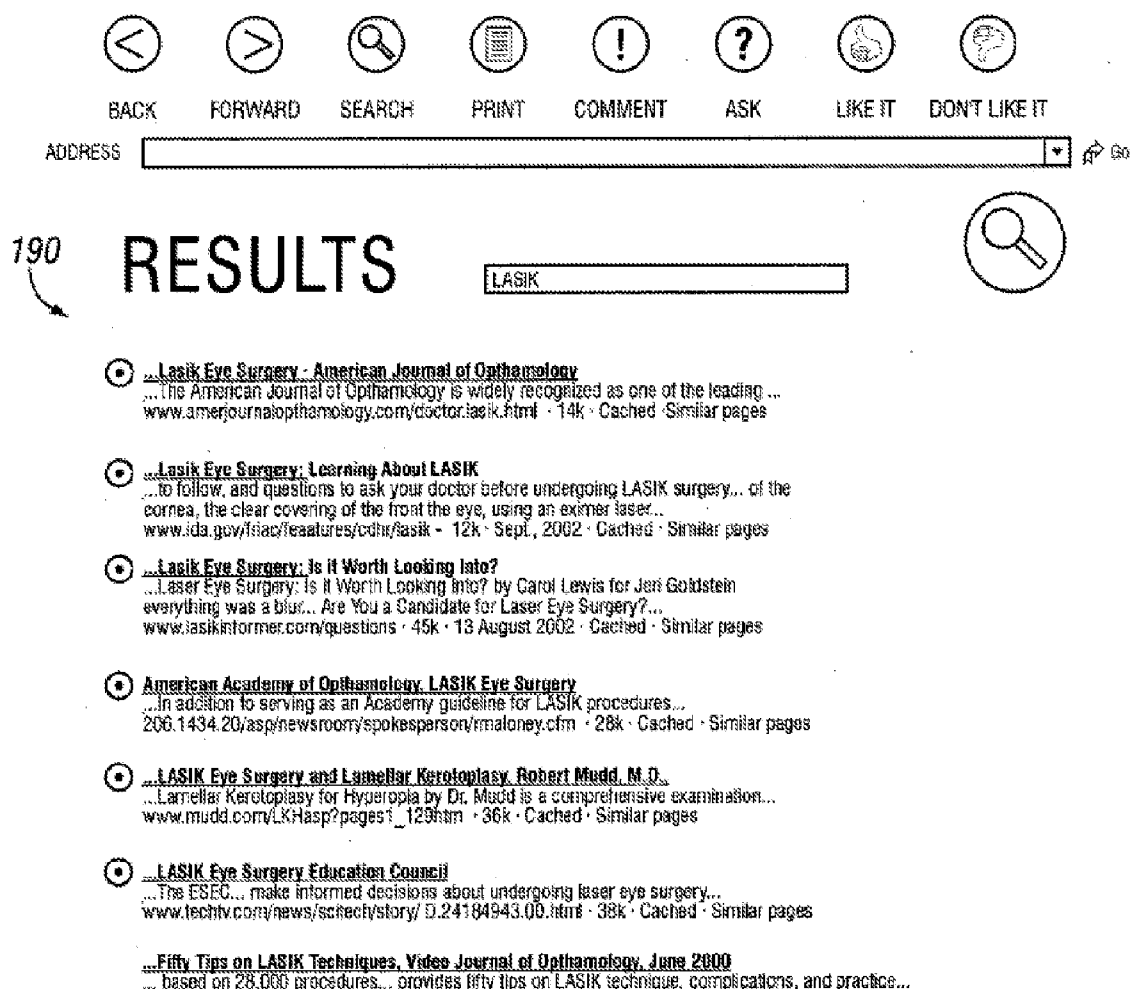 BACK FORWARD SEARCH PRINT COMMENT ASK LIKE IT DON'T LIKE IT
ADDRESS Go
190 RESULTS LASIK
...Lasik Eye Surgery - American Journal of Opthamology
...The American Journal of Opthamology is widely recognized as one of the leading ...
www.amerjournalopthamology.com/doctor.lasik.html · 14k · Cached · Similar pages
...Lasik Eye Surgery: Learning About LASIK
...to follow, and questions to ask your doctor before undergoing LASIK surgery... of the
cornea, the clear covering of the front the eye, using an eximer laser...
12k · Sept., 2002 · Cached · Similar pages
...Lasik Eye Surgery: Is it Worth Looking Into?
...Laser Eye Surgery: Is it Worth Looking Into? by Carol Lewis for Jeri Goldstein
everything was a blur... Are You a Candidate for Laser Eye Surgery?...
www.lasikinformer.com/questions · 45k · 13 August 2002 · Cached · Similar pages
American Academy of Opthamology, LASIK Eye Surgery
...In addition to serving as an Academy guideline for LASIK procedures...
206.1434.20/asp/newsroom/spokesperson/rmaloney.cfm · 28k · Cached · Similar pages
...LASIK Eye Surgery and Lamellar Kerotoplasy, Robert Mudd, M.D.,
...Lamellar Kerotoplasy for Hyperopia by Dr. Mudd is a comprehensive examination...
www.mudd.com/LKHasp?pages1_129htm · 36k · Cached · Similar pages
...LASIK Eye Surgery Education Council
...The ESEC... make informed decisions about undergoing laser eye surgery...
www.techtv.com/news/scitech/story/ D.24184943.00.html · 38k · Cached · Similar pages
...Fifty Tips on LASIK Techniques, Video Journal of Opthamology, June 2000
... based on 28,000 procedures... provides fifty tips on LASIK technique, complications, and practice...